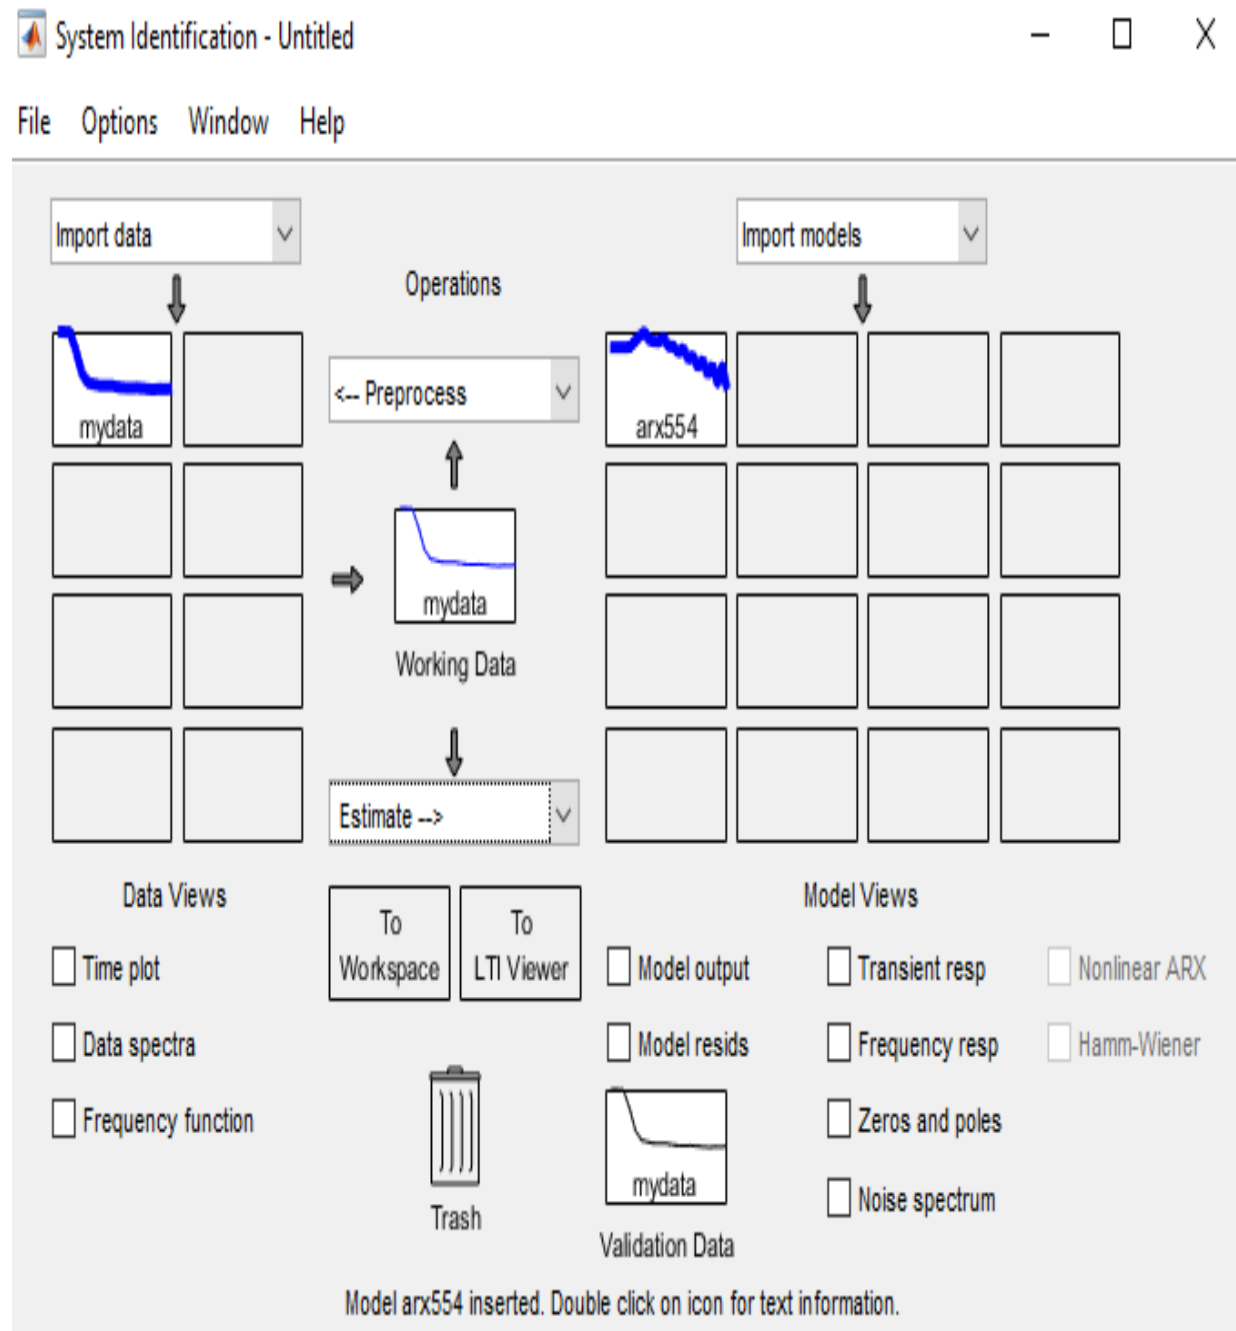 System Identification - Untitled
File Options Window Help
Import data
Import models
Operations
mydata
<-- Preprocess
arx554
mydata
Working Data
Estimate -->
Data Views
To Workspace
To LTI Viewer
Model Views
Time plot
Model output
Transient resp
Nonlinear ARX
Data spectra
Model resids
Frequency resp
Hamm-Wiener
Frequency function
Zeros and poles
mydata
Noise spectrum
Trash
Validation Data
Model arx554 inserted. Double click on icon for text information.